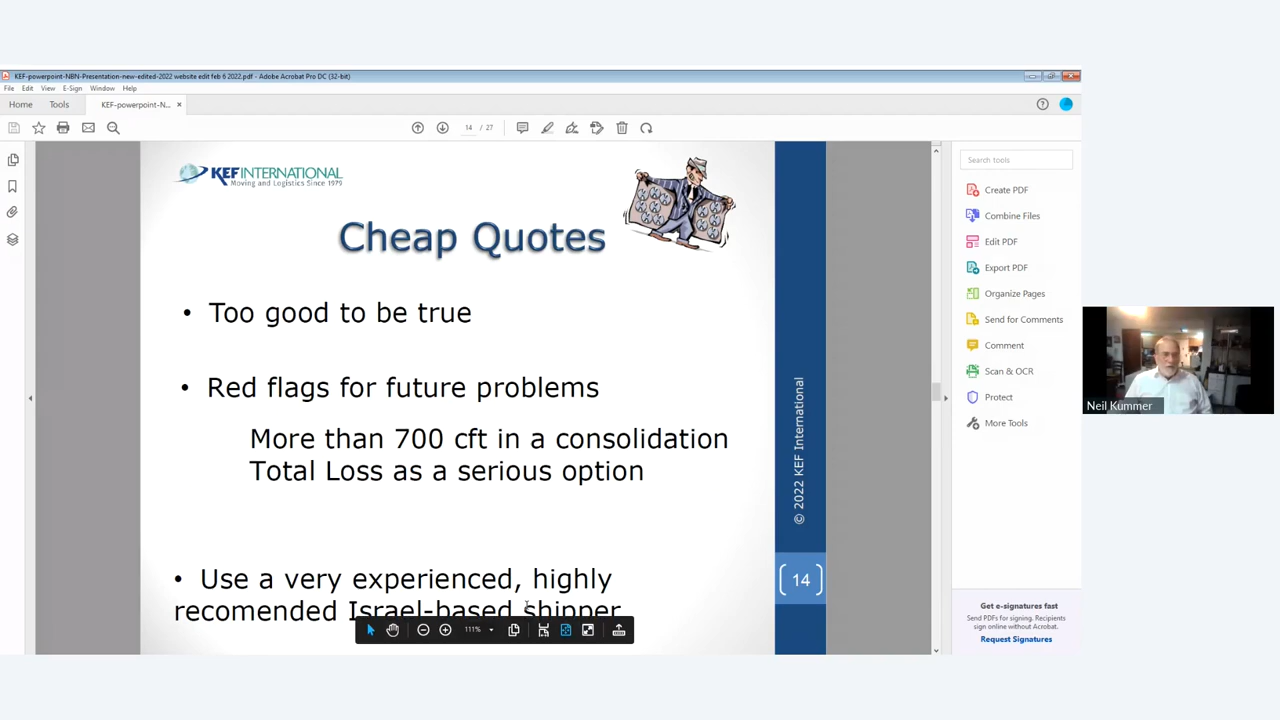 KEF-powerpoint-NBN-Presentation-new-edited-2022 website edit feb 6 2022.pdf - Adobe Acrobat Pro DC (32-bit)
File Edit View E-Sign Window Help
Home Tools KEF-powerpoint-N... ×
14 / 27
Search tools
KEF INTERNATIONAL
Moving and Logistics Since 1979
Cheap Quotes
• Too good to be true
• Red flags for future problems
More than 700 cft in a consolidation
Total Loss as a serious option
• Use a very experienced, highly
recomended Israel-based shipper
© 2022 KEF International
14
111%
Create PDF
Combine Files
Edit PDF
Export PDF
Organize Pages
Send for Comments
Comment
Scan & OCR
Protect
More Tools
Get e-signatures fast
Send PDFs for signing. Recipients
sign online without Acrobat.
Request Signatures
Neil Kummer